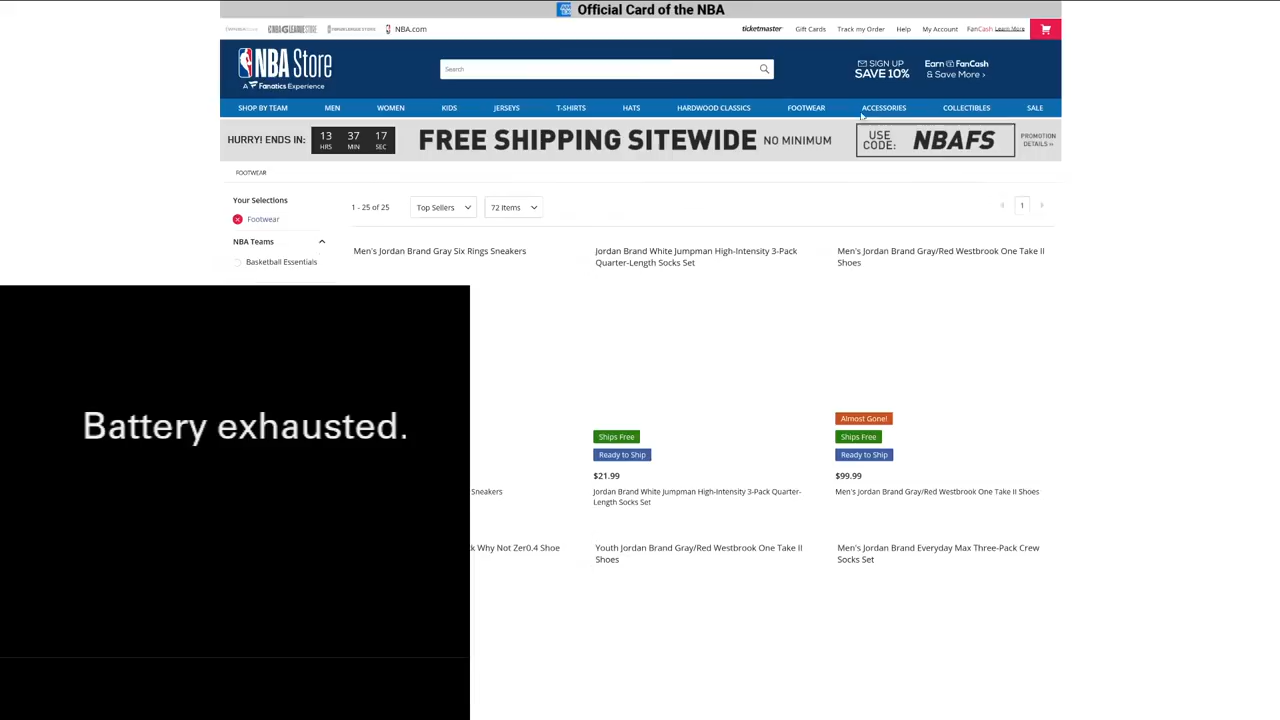 Official Card of the NBA
NBA.com
ticketmaster Gift Cards Track my Order Help My Account FanCash Learn More
NBA Store
A Fanatics Experience
Search
SIGN UP
SAVE 10%
Earn FanCash
& Save More ›
SHOP BY TEAM MEN WOMEN KIDS JERSEYS T-SHIRTS HATS HARDWOOD CLASSICS FOOTWEAR ACCESSORIES COLLECTIBLES SALE
HURRY! ENDS IN:
13 37 17
HRS MIN SEC
FREE SHIPPING SITEWIDE NO MINIMUM
USE
CODE:
NBAFS
PROMOTION
DETAILS »
FOOTWEAR
Your Selections
Footwear
NBA Teams
Basketball Essentials
1 - 25 of 25
Top Sellers
72 Items
1
Men's Jordan Brand Gray Six Rings Sneakers
Jordan Brand White Jumpman High-Intensity 3-Pack
Quarter-Length Socks Set
Men's Jordan Brand Gray/Red Westbrook One Take II
Shoes
Battery exhausted.
Sneakers
Ships Free
Ready to Ship
$21.99
Jordan Brand White Jumpman High-Intensity 3-Pack Quarter-
Length Socks Set
Almost Gone!
Ships Free
Ready to Ship
$99.99
Men's Jordan Brand Gray/Red Westbrook One Take II Shoes
k Why Not Zer0.4 Shoe
Youth Jordan Brand Gray/Red Westbrook One Take II
Shoes
Men's Jordan Brand Everyday Max Three-Pack Crew
Socks Set